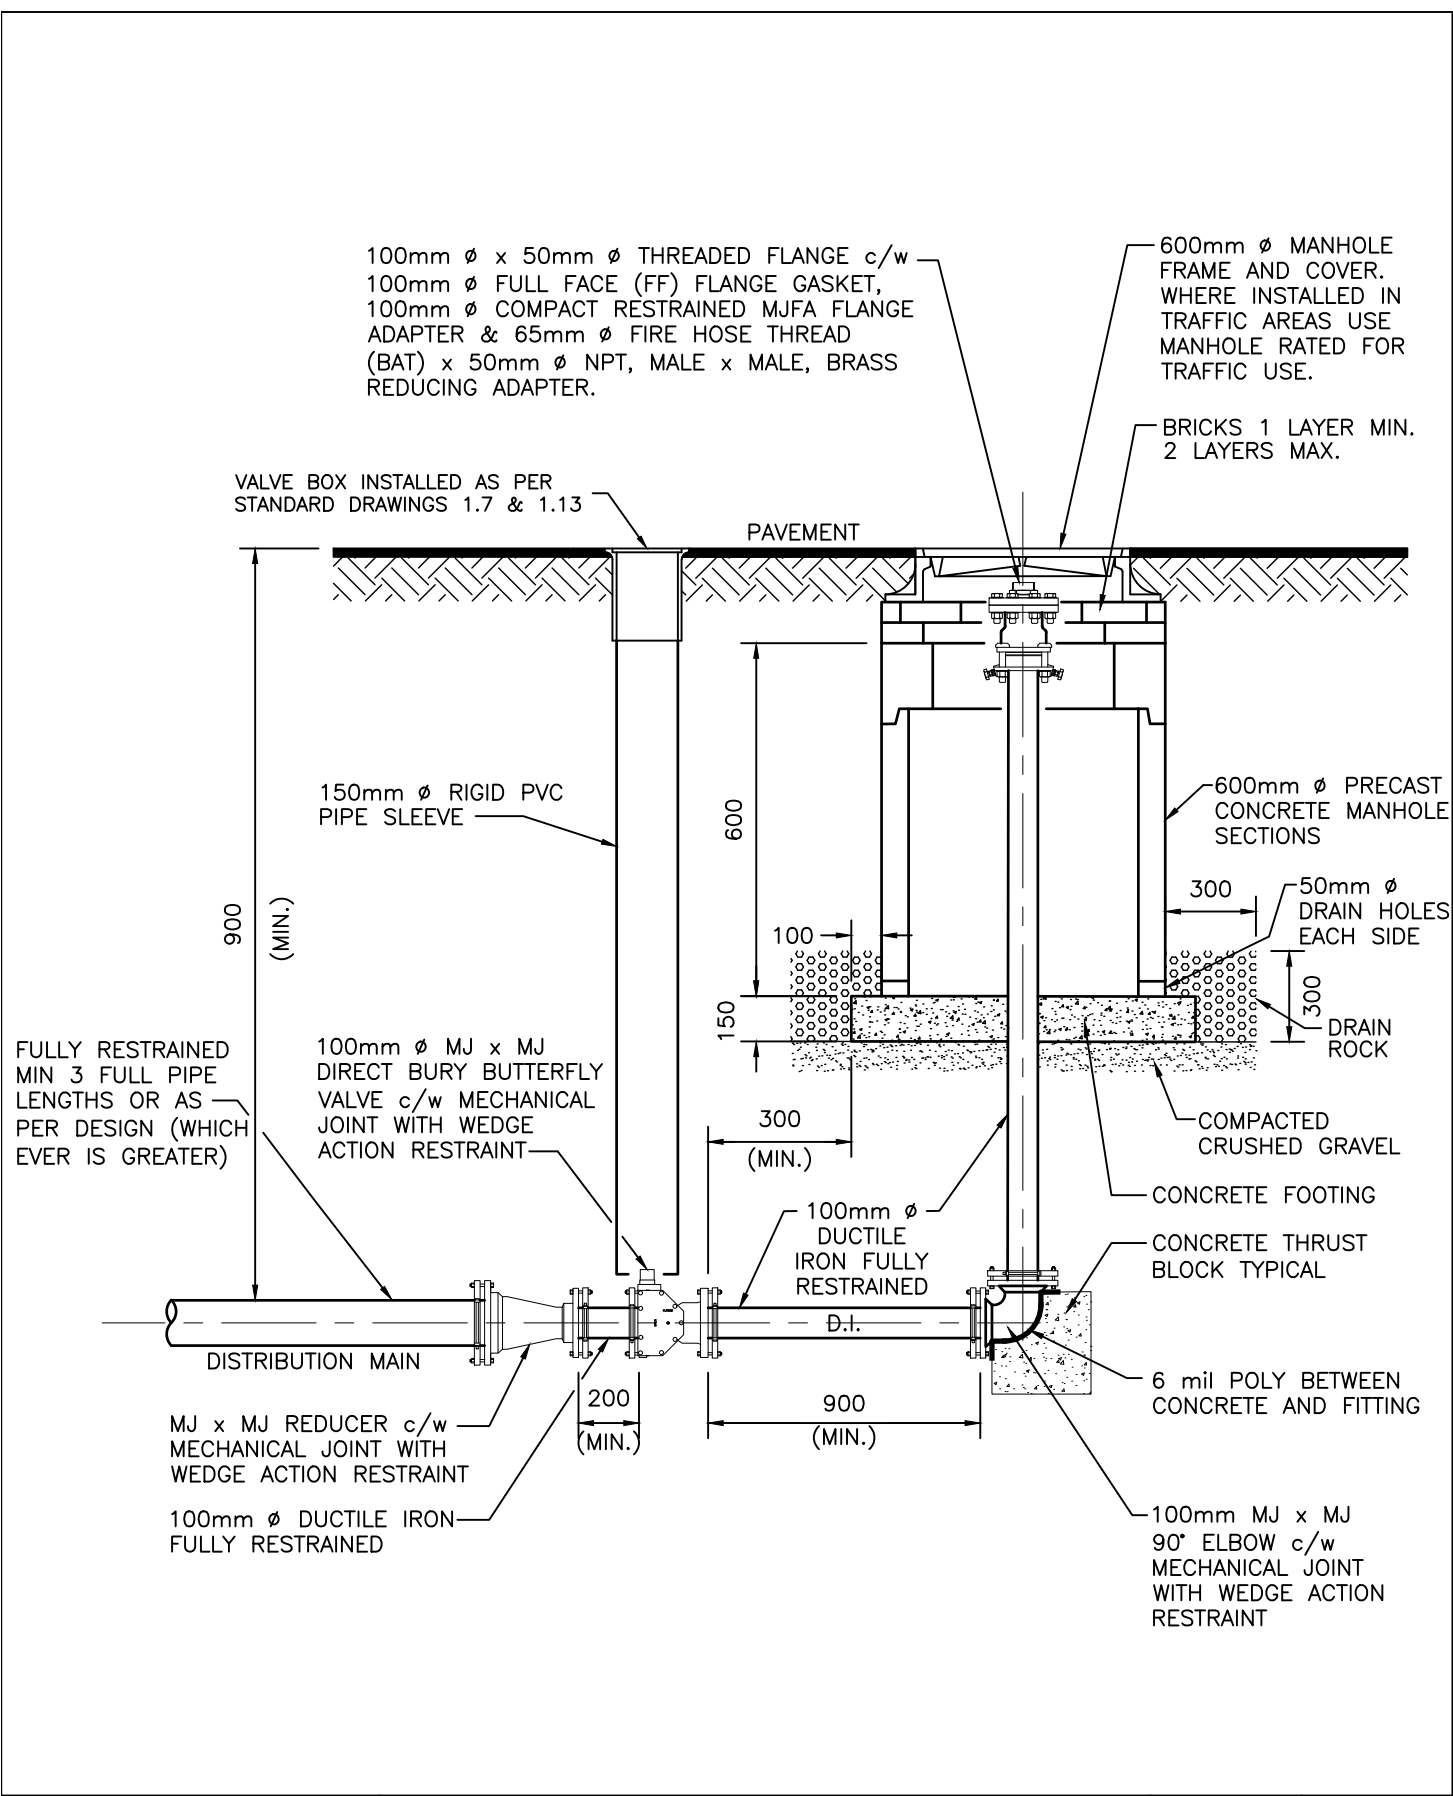 100mm ø x 50mm ø THREADED FLANGE c/w
100mm ø FULL FACE (FF) FLANGE GASKET,
100mm ø COMPACT RESTRAINED MJFA FLANGE
ADAPTER & 65mm ø FIRE HOSE THREAD
(BAT) x 50mm ø NPT, MALE x MALE, BRASS
REDUCING ADAPTER.
600mm ø MANHOLE
FRAME AND COVER.
WHERE INSTALLED IN
TRAFFIC AREAS USE
MANHOLE RATED FOR
TRAFFIC USE.
BRICKS 1 LAYER MIN.
2 LAYERS MAX.
VALVE BOX INSTALLED AS PER
STANDARD DRAWINGS 1.7 & 1.13
PAVEMENT
150mm ø RIGID PVC
PIPE SLEEVE
600
600mm ø PRECAST
CONCRETE MANHOLE
SECTIONS
900
(MIN.)
100
300
50mm ø
DRAIN HOLES
EACH SIDE
150
300
DRAIN
ROCK
FULLY RESTRAINED
MIN 3 FULL PIPE
LENGTHS OR AS
PER DESIGN (WHICH
EVER IS GREATER)
100mm ø MJ x MJ
DIRECT BURY BUTTERFLY
VALVE c/w MECHANICAL
JOINT WITH WEDGE
ACTION RESTRAINT
300
(MIN.)
COMPACTED
CRUSHED GRAVEL
CONCRETE FOOTING
100mm ø
DUCTILE
IRON FULLY
RESTRAINED
CONCRETE THRUST
BLOCK TYPICAL
D.I.
DISTRIBUTION MAIN
200
(MIN.)
900
(MIN.)
6 mil POLY BETWEEN
CONCRETE AND FITTING
MJ x MJ REDUCER c/w
MECHANICAL JOINT WITH
WEDGE ACTION RESTRAINT
100mm ø DUCTILE IRON
FULLY RESTRAINED
100mm MJ x MJ
90° ELBOW c/w
MECHANICAL JOINT
WITH WEDGE ACTION
RESTRAINT